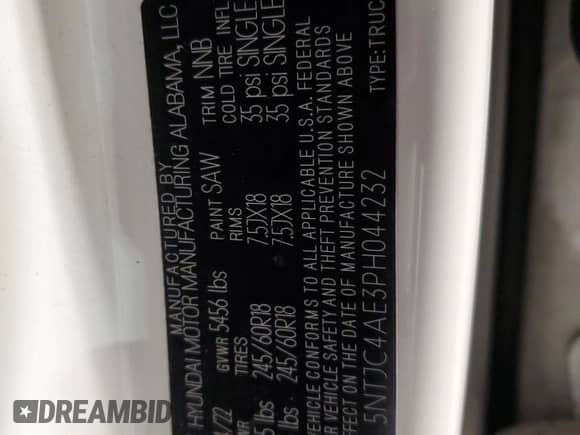 MANUFACTURED BY
HYUNDAI MOTOR MANUFACTURING ALABAMA, LLC
/22 GVWR 5456 lbs PAINT SAW TRIM NNB
WR TIRES RIMS COLD TIRE INFL
5 lbs 245/60R18 7.5JX18 35 psi SINGLE
lbs 245/60R18 7.5JX18 35 psi SINGLE
VEHICLE CONFORMS TO ALL APPLICABLE U.S.A. FEDERAL
R VEHICLE SAFETY AND THEFT PREVENTION STANDARDS
FFECT ON THE DATE OF MANUFACTURE SHOWN ABOVE
5NTJC4AE3PH044232 TYPE:TRUC
DREAMBID